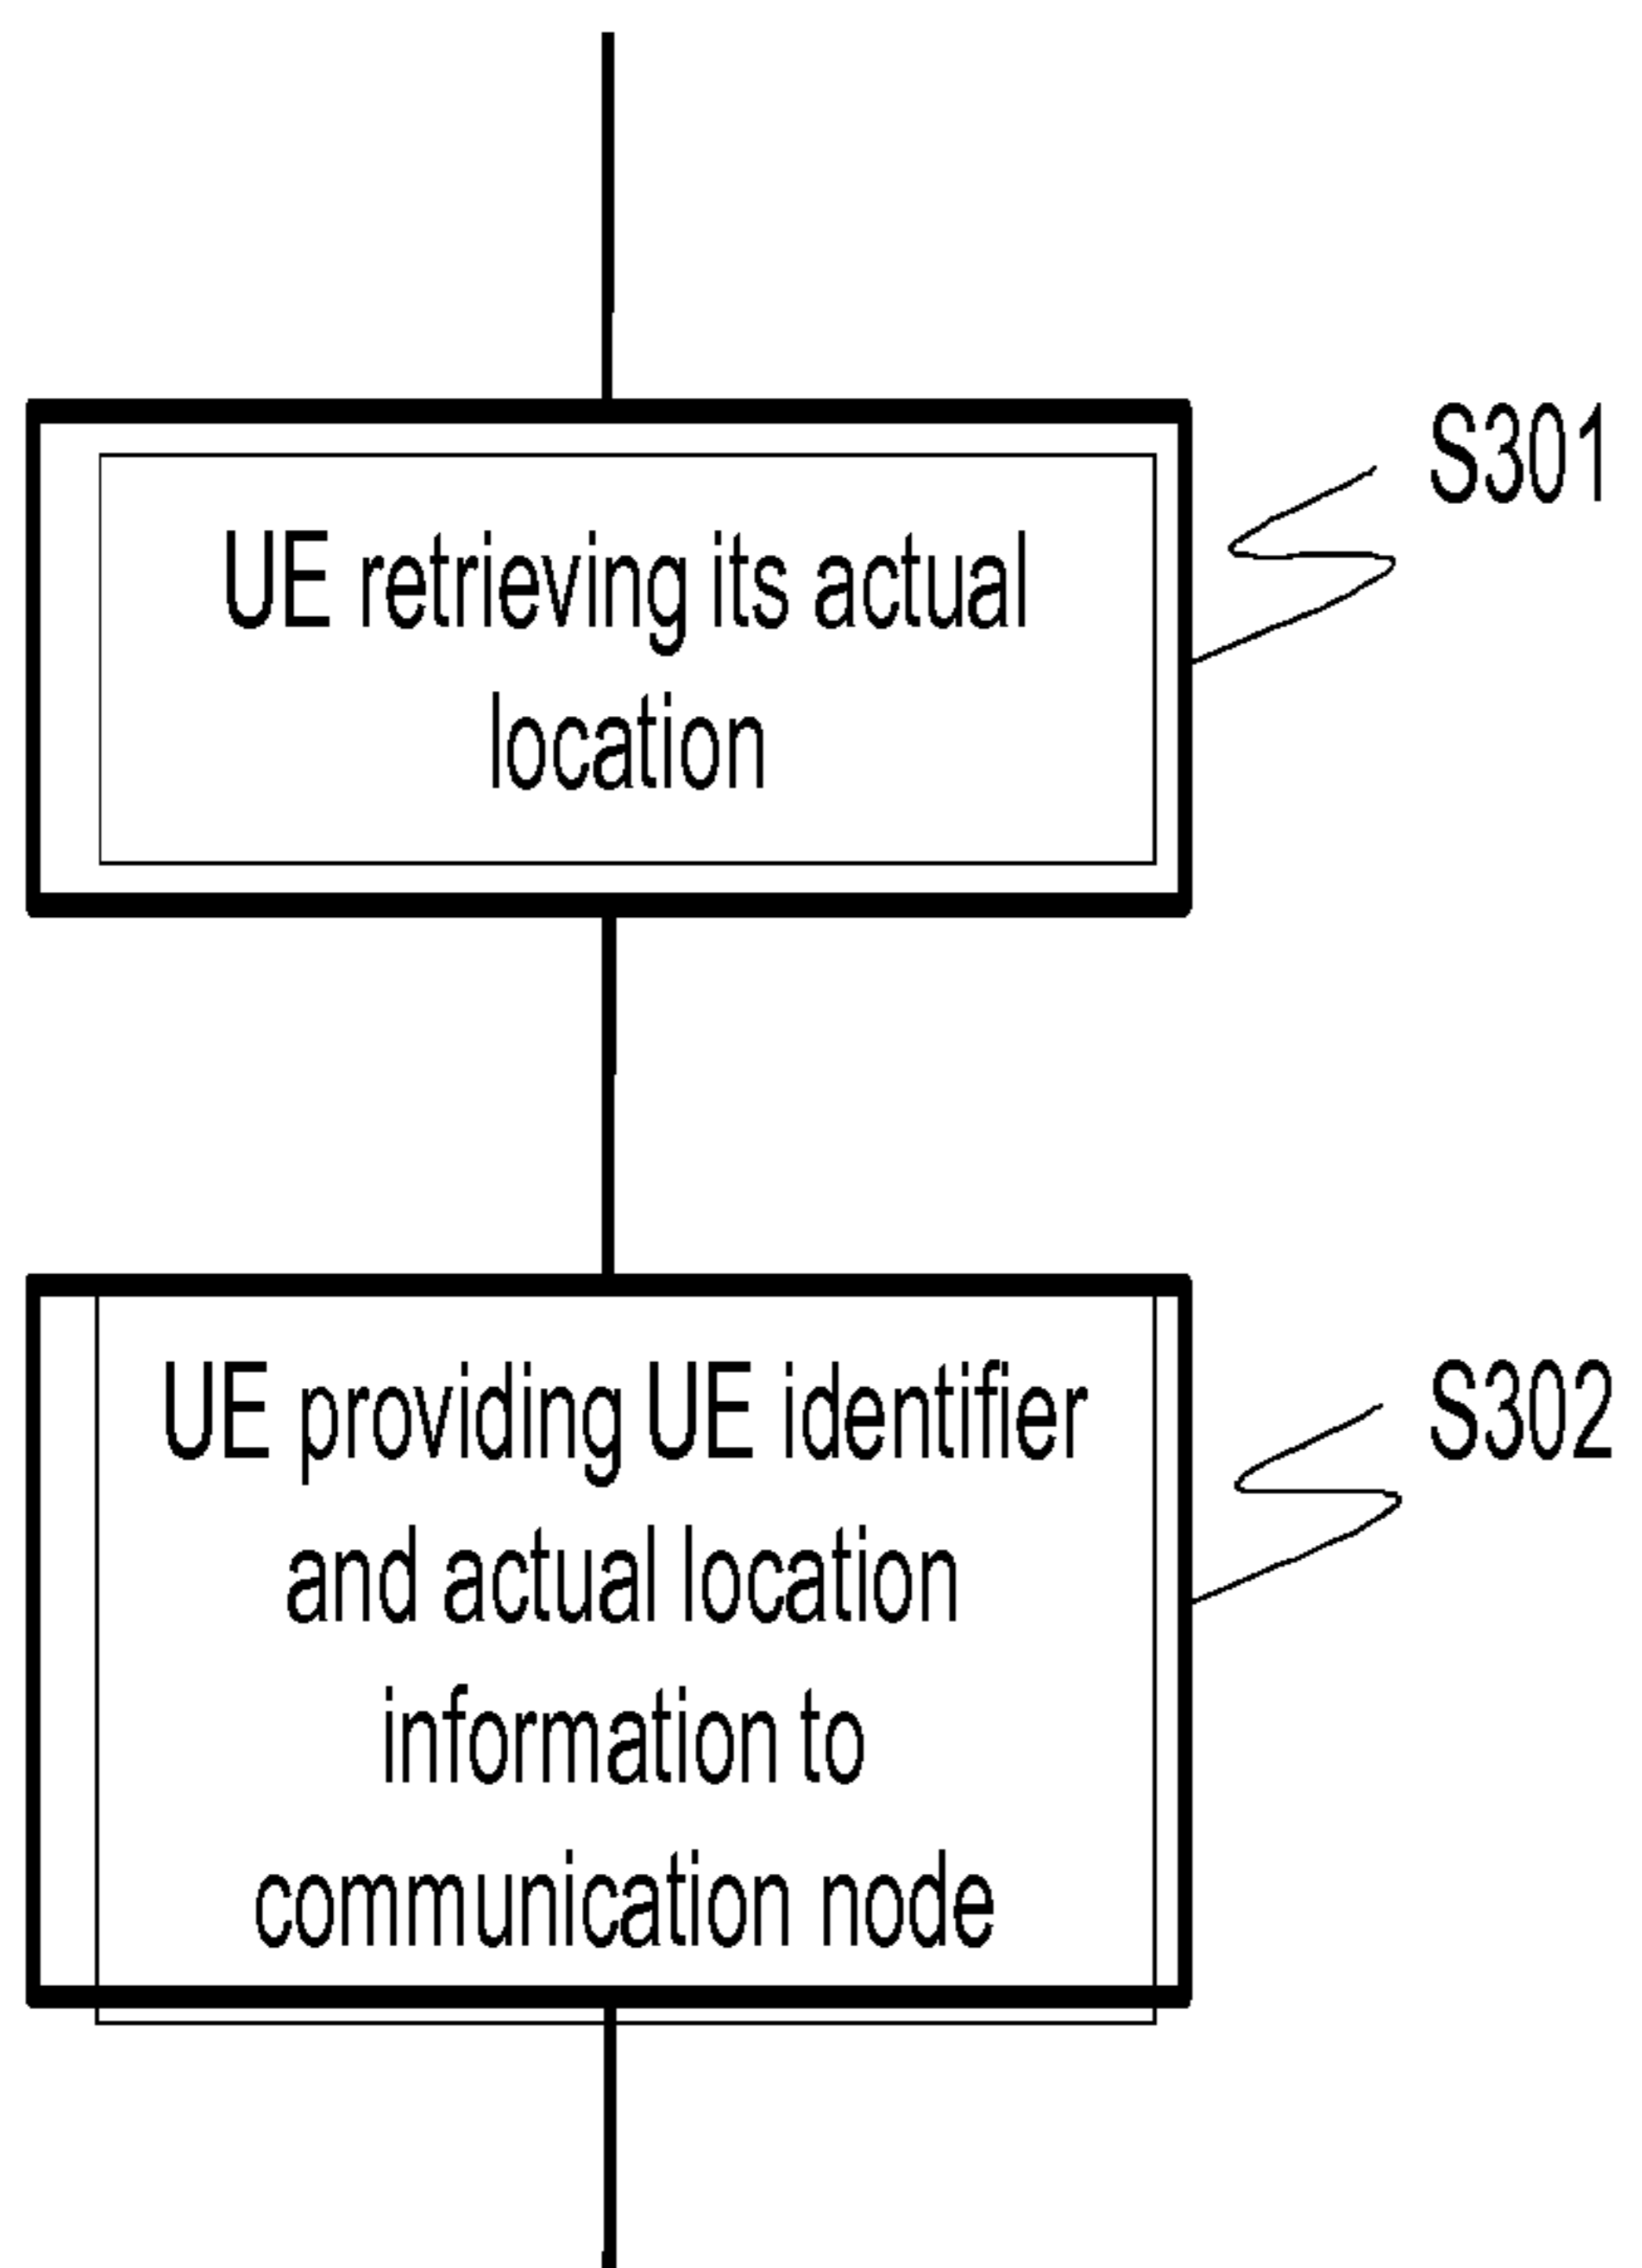 S301
UE retrieving its actual
location
S302
UE providing UE identifier
and actual location
information to
communication node